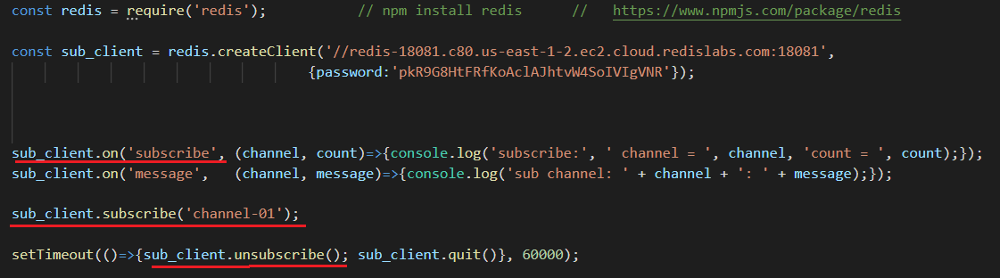 const redis = require('redis'); // npm install redis // https://www.npmjs.com/package/redis
const sub_client = redis.createClient('//redis-18081.c80.us-east-1-2.ec2.cloud.redislabs.com:18081',
{password:'pkR9G8HtFRfKoAclAJhtvW4SoIVIgVNR'});
sub_client.on('subscribe', (channel, count)=>{console.log('subscribe:', ' channel = ', channel, 'count = ', count);});
sub_client.on('message', (channel, message)=>{console.log('sub channel: ' + channel + ': ' + message);});
sub_client.subscribe('channel-01');
setTimeout(()=>{sub_client.unsubscribe(); sub_client.quit()}, 60000);